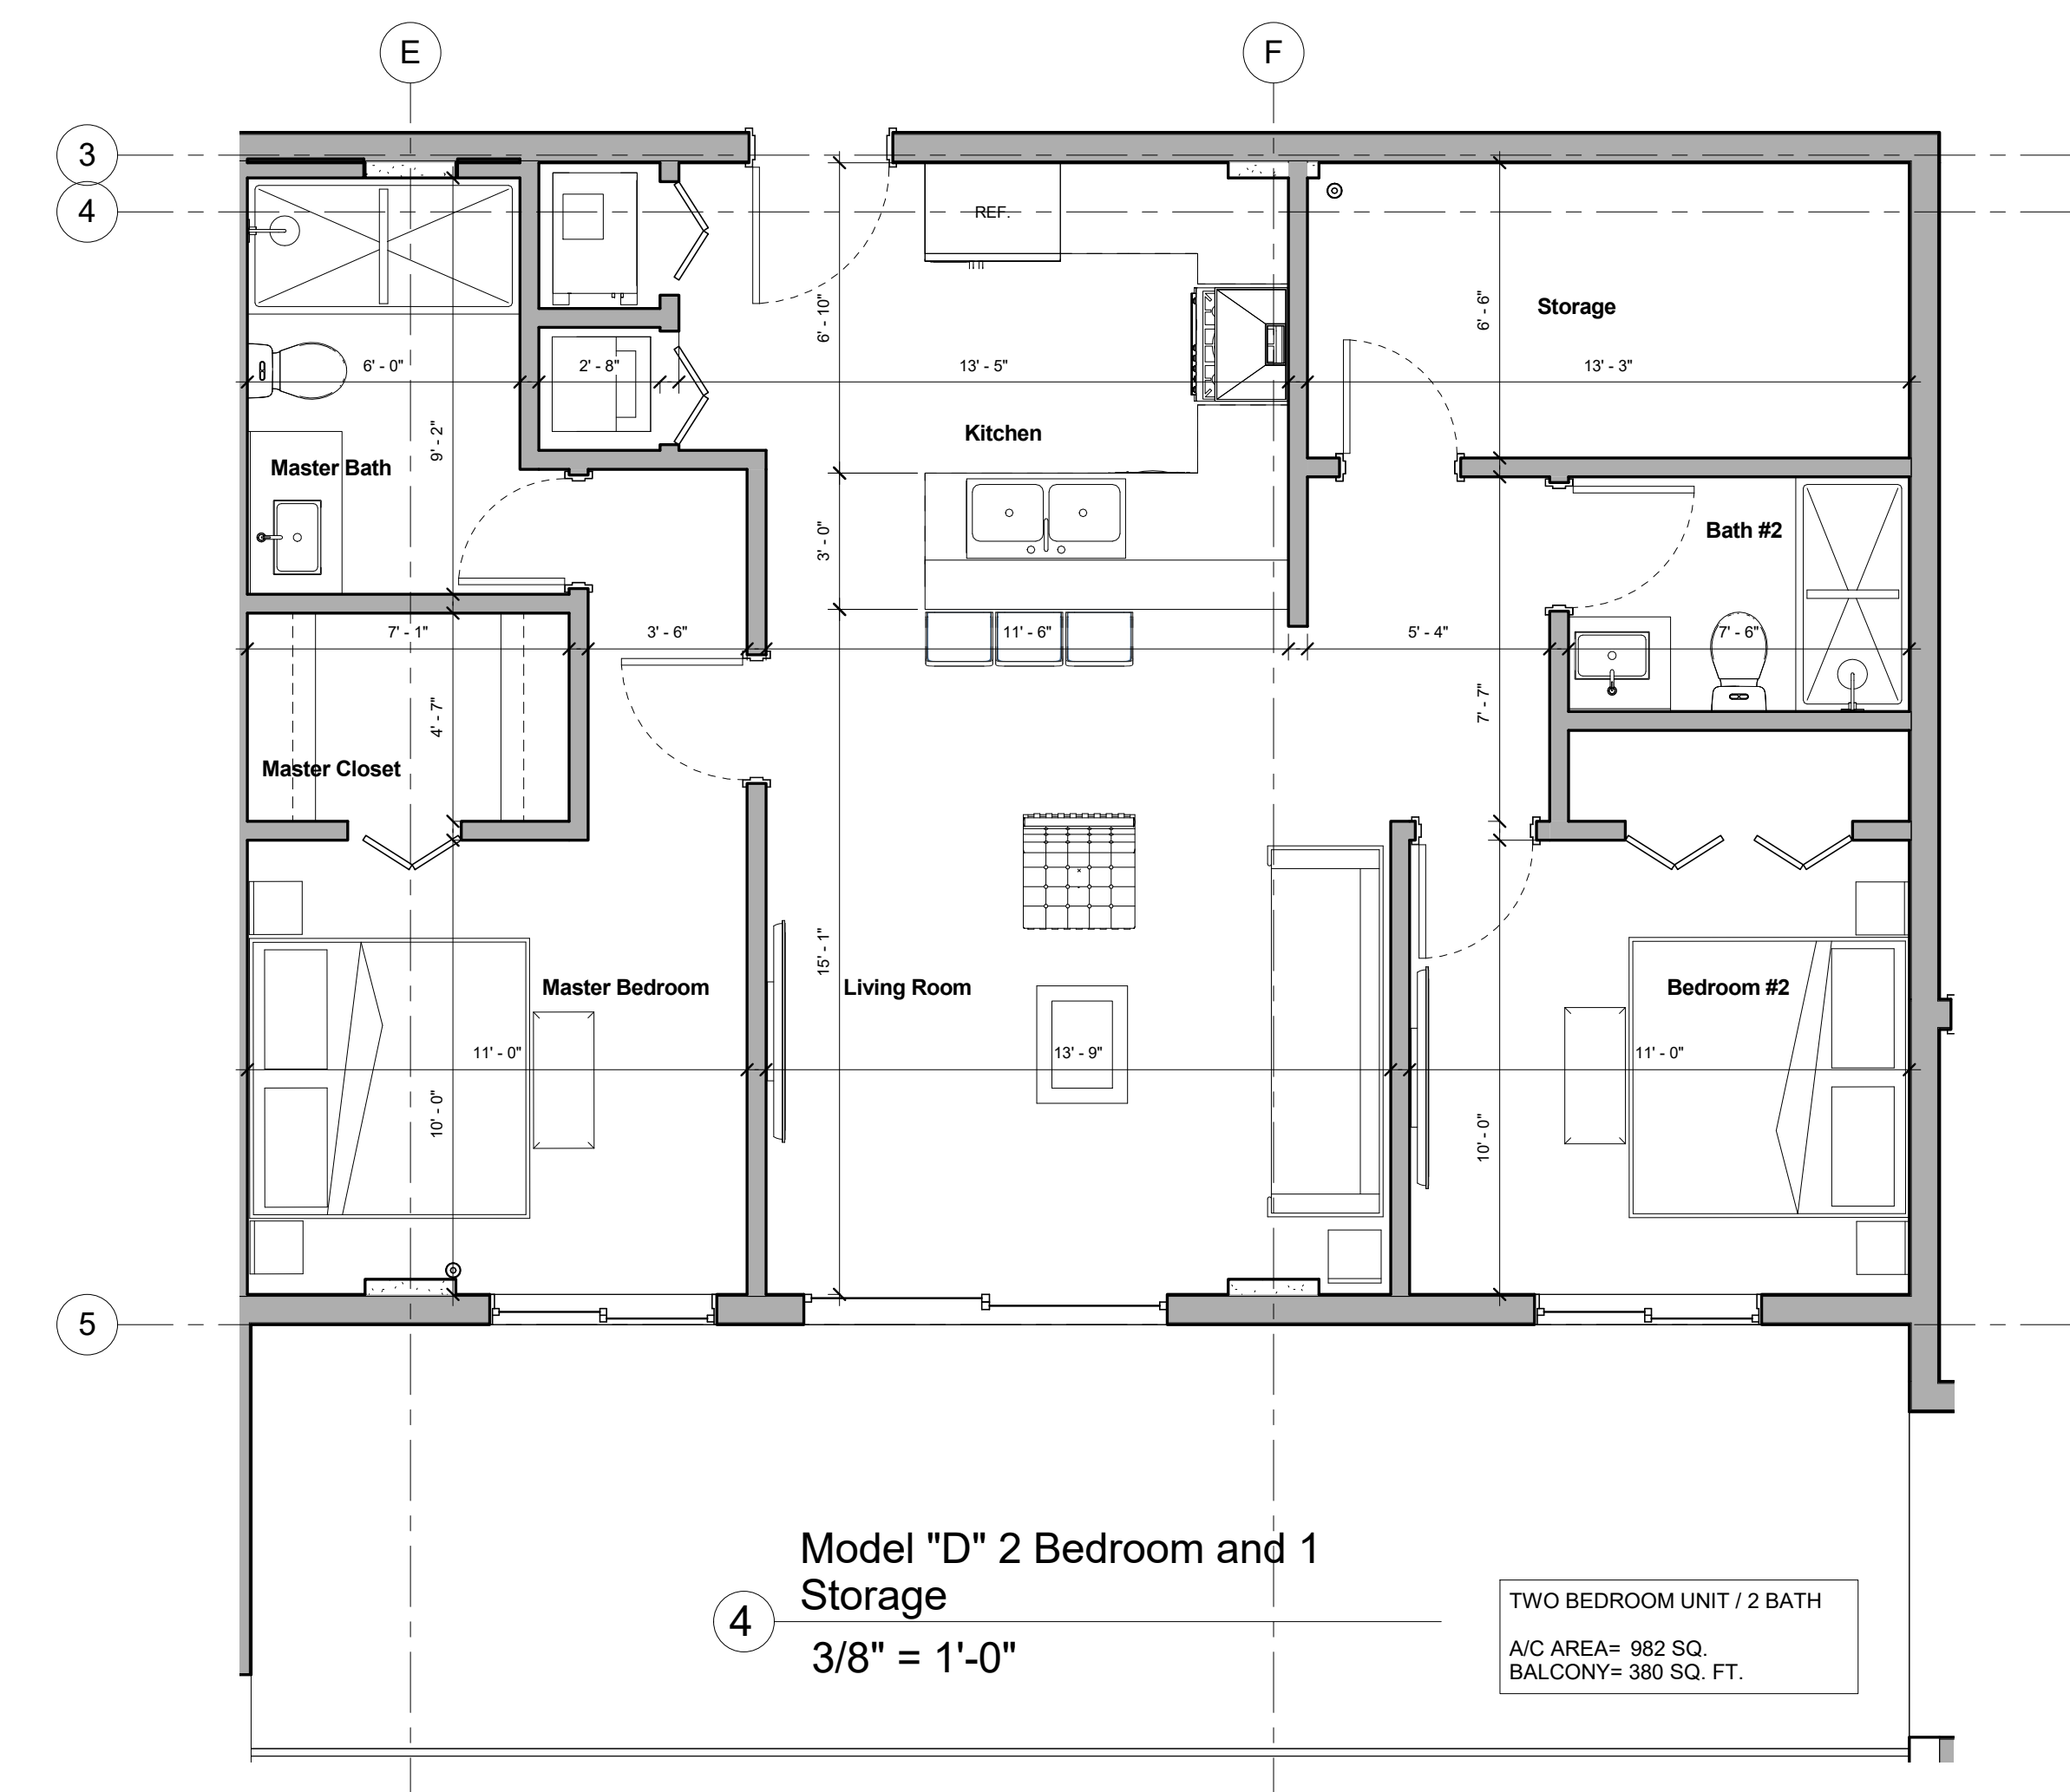 E
F
3
4
REF.
6' - 10"
6' - 6"
Storage
6' - 0"
2' - 8"
13' - 5"
13' - 3"
Kitchen
9' - 2"
Master Bath
3' - 0"
Bath #2
7' - 1"
3' - 6"
11' - 6"
5' - 4"
7' - 6"
4' - 7"
7' - 7"
Master Closet
15' - 1"
Master Bedroom
Living Room
Bedroom #2
11' - 0"
13' - 9"
11' - 0"
10' - 0"
10' - 0"
5
Model "D" 2 Bedroom and 1
Storage
4
3/8" = 1'-0"
TWO BEDROOM UNIT / 2 BATH
A/C AREA= 982 SQ.
BALCONY= 380 SQ. FT.